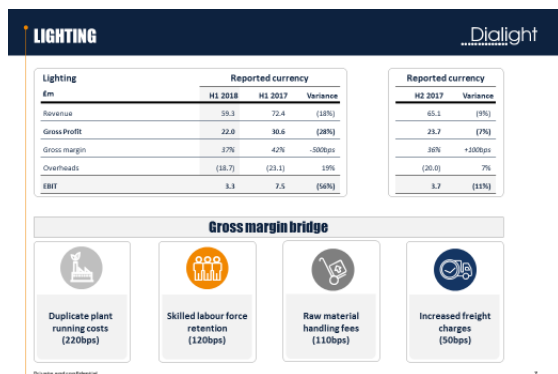 LIGHTING
Dialight
Lighting Reported currency Reported currency
£m H1 2018 H1 2017 Variance H2 2017 Variance
Revenue 59.3 72.4 (18%) 65.1 (9%)
Gross Profit 22.0 30.6 (28%) 23.7 (7%)
Gross margin 37% 42% -500bps 36% +100bps
Overheads (18.7) (23.1) 19% (20.0) 7%
EBIT 3.3 7.5 (56%) 3.7 (11%)
Gross margin bridge
Duplicate plant
running costs
(220bps)
Skilled labour force
retention
(120bps)
Raw material
handling fees
(110bps)
Increased freight
charges
(50bps)